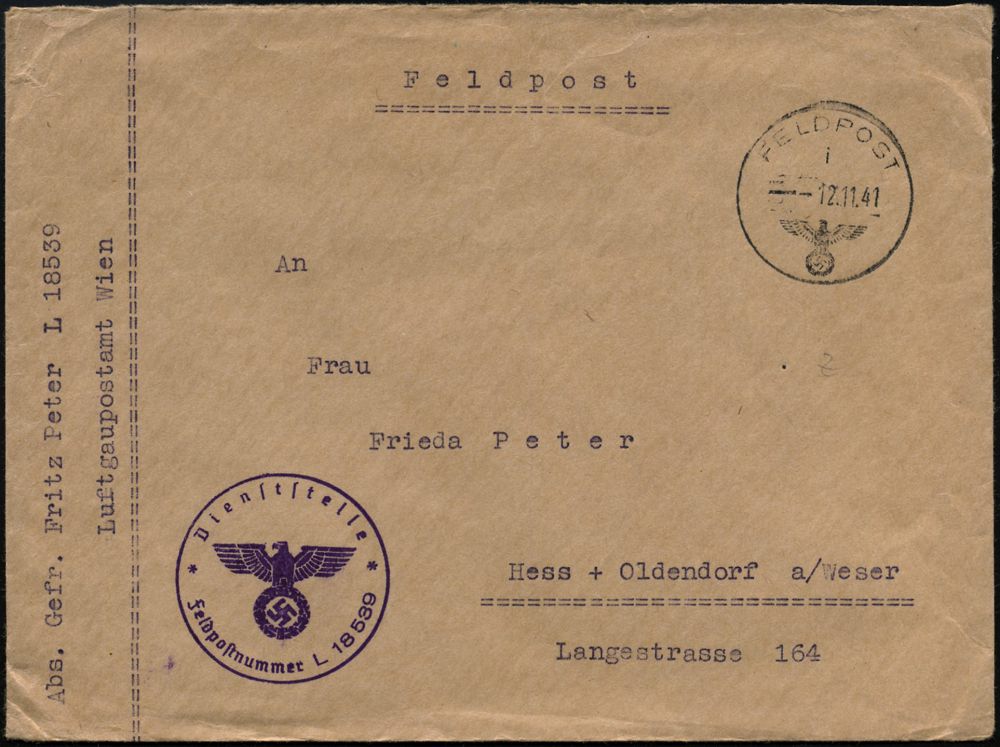 Feldpost
FELDPOST
i
-12.11.41
Abs. Gefr. Fritz Peter L 18539
Luftgaupostamt Wien
An
Frau
Frieda Peter
Hess + Oldendorf a/Weser
Langestrasse 164
* Dienſtſtelle *
Feldpoſtnummer L 18539